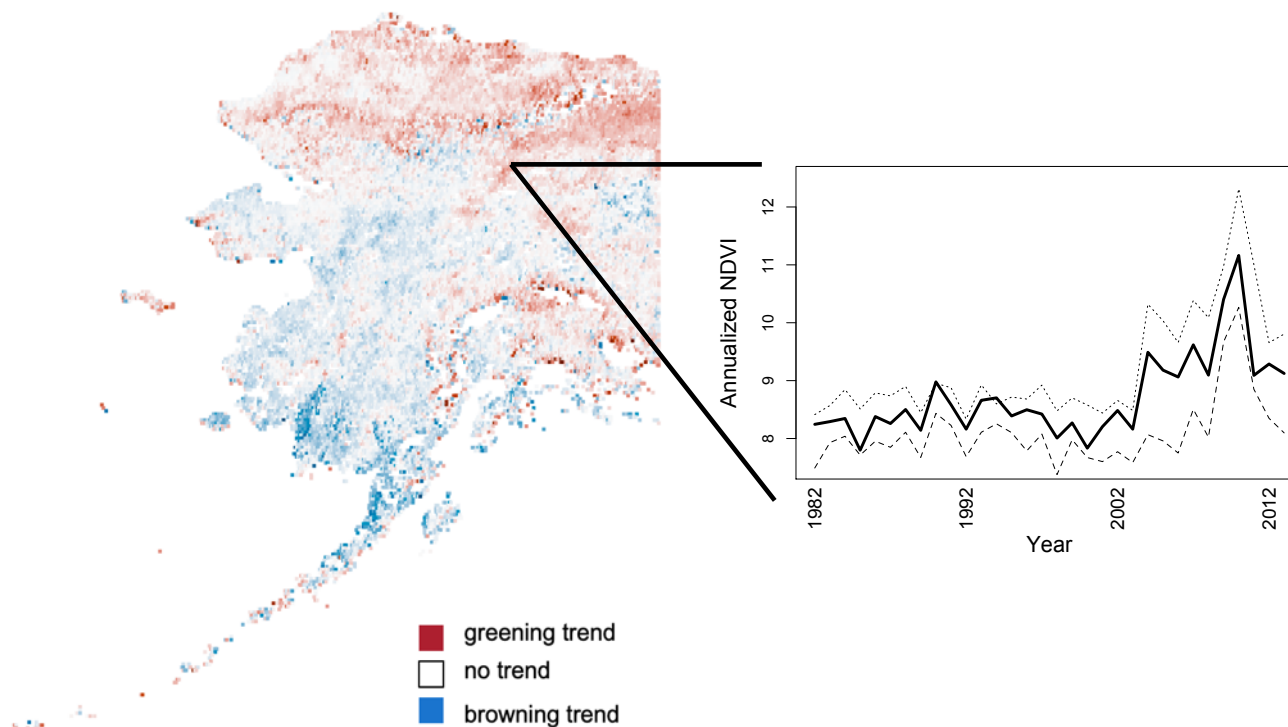 Annualized NDVI
12
11
10
9
8
1982
1992
2002
2012
Year
greening trend
no trend
browning trend